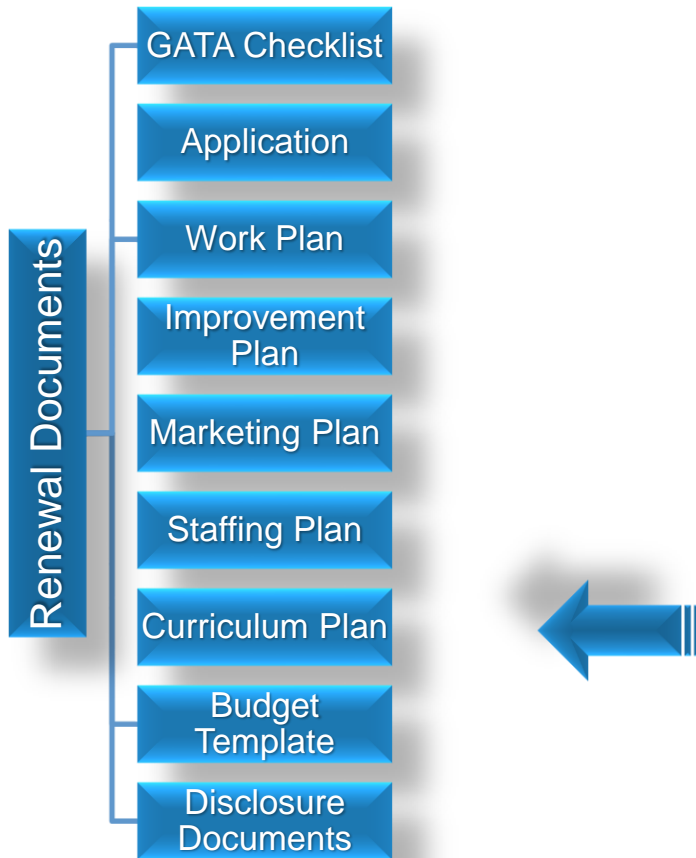 Renewal Documents
GATA Checklist
Application
Work Plan
Improvement
Plan
Marketing Plan
Staffing Plan
Curriculum Plan
Budget
Template
Disclosure
Documents